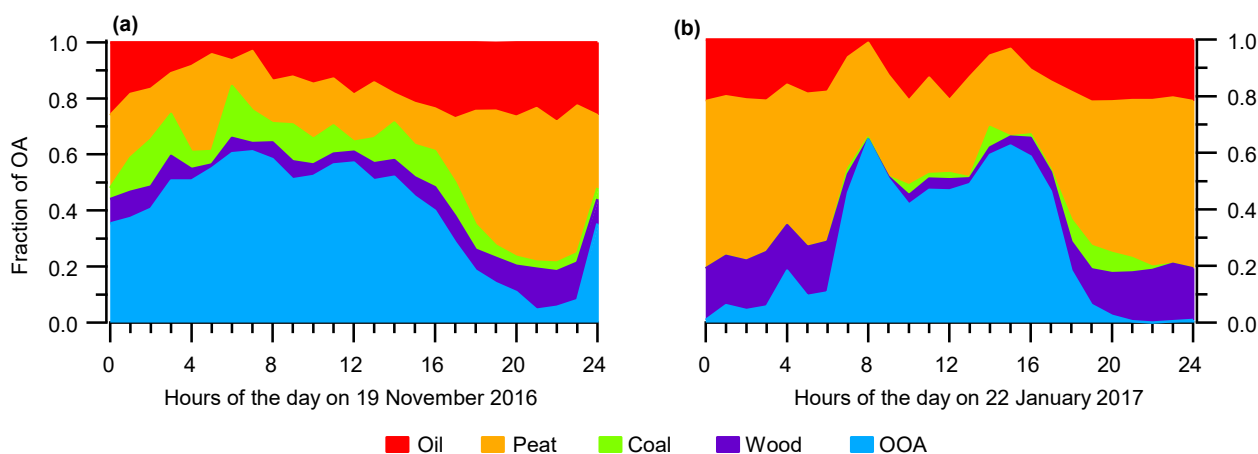 (a)
(b)
Fraction of OA
1.0
0.8
0.6
0.4
0.2
0.0
0 4 8 12 16 20 24
Hours of the day on 19 November 2016
1.0
0.8
0.6
0.4
0.2
0.0
0 4 8 12 16 20 24
Hours of the day on 22 January 2017
Oil Peat Coal Wood OOA